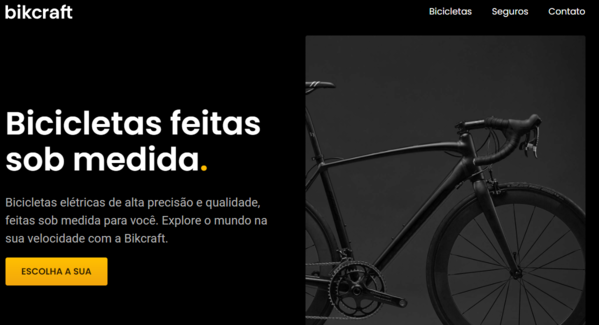 bikcraft
Bicicletas
Seguros
Contato
Bicicletas feitas
sob medida.
Bicicletas elétricas de alta precisão e qualidade,
feitas sob medida para você. Explore o mundo na
sua velocidade com a Bikcraft.
ESCOLHA A SUA